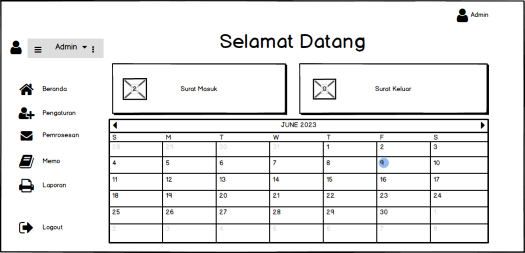 Admin
Selamat Datang
Admin
2 Surat Masuk
0 Surat Keluar
Beranda
Pengaturan
Pemrosesan
Memo
Laporan
Logout
JUNE 2023
S M T W T F S
28 29 30 31 1 2 3
4 5 6 7 8 9 10
11 12 13 14 15 16 17
18 19 20 21 22 23 24
25 26 27 28 29 30 1
2 3 4 5 6 7 8